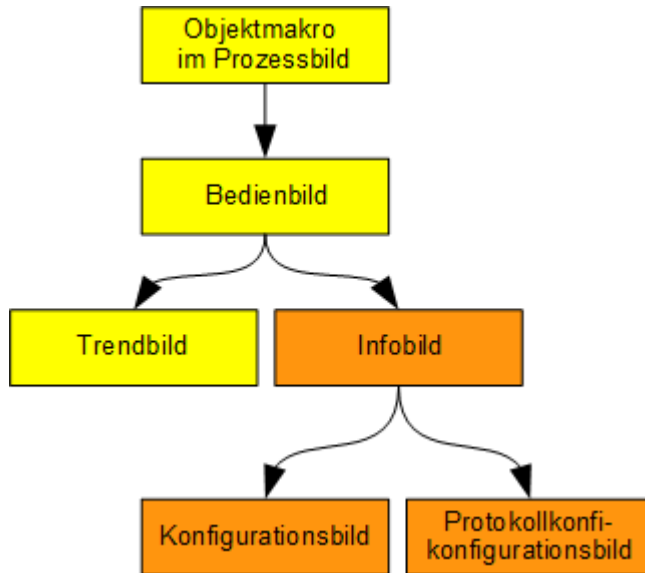 Objektmakro
im Prozessbild
Bedienbild
Trendbild
Infobild
Konfigurationsbild
Protokollkonfi-
konfigurationsbild